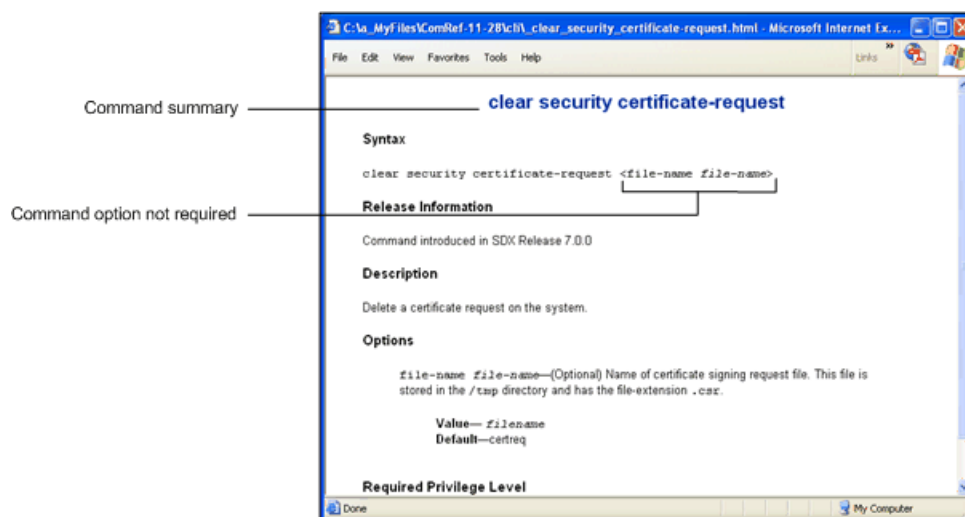 C:\a_MyFiles\ComRef-11-28\cli\_clear_security_certificate-request.html - Microsoft Internet Ex...
File Edit View Favorites Tools Help Links »
Command summary
clear security certificate-request
Syntax
clear security certificate-request <file-name file-name>
Command option not required
Release Information
Command introduced in SDX Release 7.0.0
Description
Delete a certificate request on the system.
Options
file-name file-name—(Optional) Name of certificate signing request file. This file is
stored in the /tmp directory and has the file-extension .csr.
Value— filename
Default—certreq
Required Privilege Level
Done My Computer